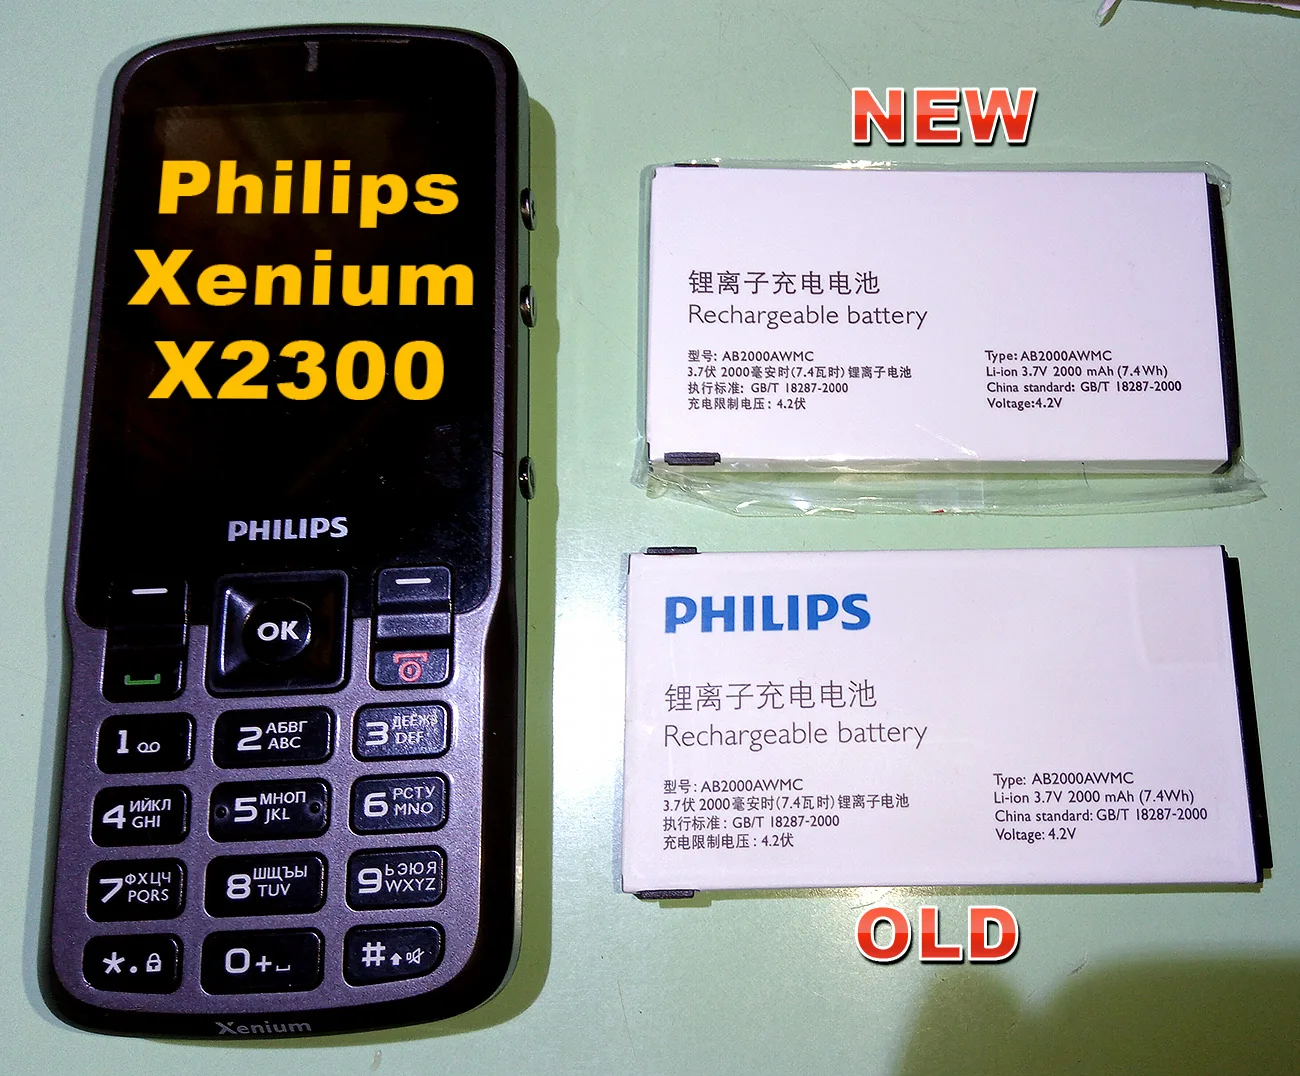 Philips
Xenium
X2300
PHILIPS
OK
1
2 АБВГ
ABC
3 ДЕЁЖЗ
DEF
4 ИЙКЛ
GHI
5 МНОП
JKL
6 РСТУ
MNO
7 ФХЦЧ
PQRS
8 ШЩЪЫ
TUV
9 ЬЭЮЯ
WXYZ
*.
0+
#
Xenium
NEW
锂离子充电电池
Rechargeable battery
型号: AB2000AWMC
3.7伏 2000毫安时(7.4瓦时)锂离子电池
执行标准: GB/T 18287-2000
充电限制电压: 4.2伏
Type: AB2000AWMC
Li-ion 3.7V 2000 mAh (7.4Wh)
China standard: GB/T 18287-2000
Voltage:4.2V
PHILIPS
锂离子充电电池
Rechargeable battery
型号: AB2000AWMC
3.7伏 2000毫安时(7.4瓦时)锂离子电池
执行标准: GB/T 18287-2000
充电限制电压: 4.2伏
Type: AB2000AWMC
Li-ion 3.7V 2000 mAh (7.4Wh)
China standard: GB/T 18287-2000
Voltage: 4.2V
OLD